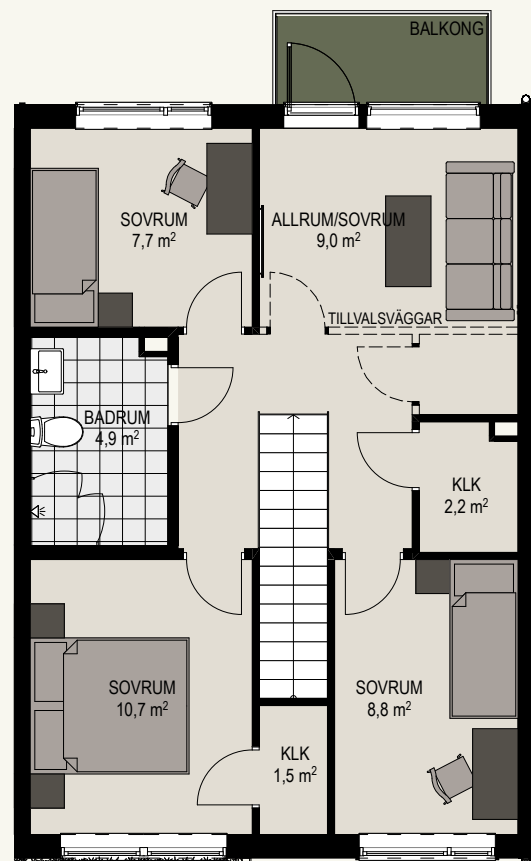 BALKONG
SOVRUM
7,7 m²
ALLRUM/SOVRUM
9,0 m²
TILLVALSVÄGGAR
BADRUM
4,9 m²
KLK
2,2 m²
SOVRUM
10,7 m²
SOVRUM
8,8 m²
KLK
1,5 m²